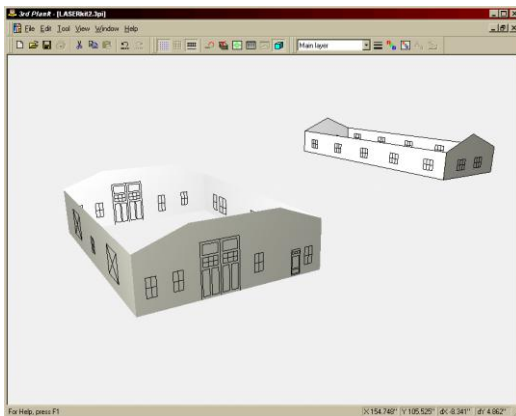 3rd PlanIt - [LASERkit2.3pi]
File Edit Tool View Window Help
Main layer
For Help, press F1
X 154.740" Y 105.525" dX -8.341" dY 4.862"